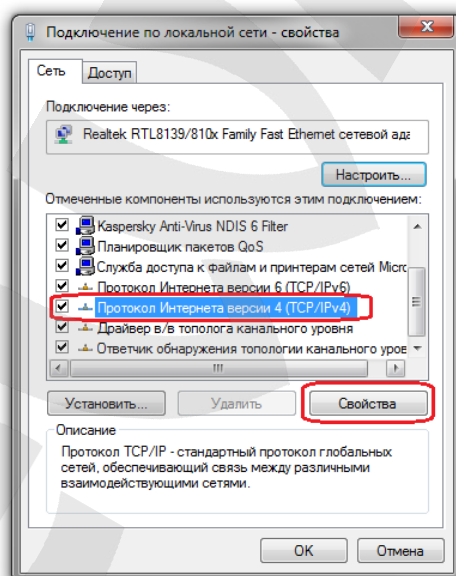 Подключение по локальной сети - свойства
Сеть Доступ
Подключение через:
Realtek RTL8139/810x Family Fast Ethernet сетевой ада
Настроить...
Отмеченные компоненты используются этим подключением:
Kaspersky Anti-Virus NDIS 6 Filter
Планировщик пакетов QoS
Служба доступа к файлам и принтерам сетей Micro
Протокол Интернета версии 6 (TCP/IPv6)
Протокол Интернета версии 4 (TCP/IPv4)
Драйвер в/в тополога канального уровня
Ответчик обнаружения топологии канального уров
Установить... Удалить Свойства
Описание
Протокол TCP/IP - стандартный протокол глобальных
сетей, обеспечивающий связь между различными
взаимодействующими сетями.
OK Отмена